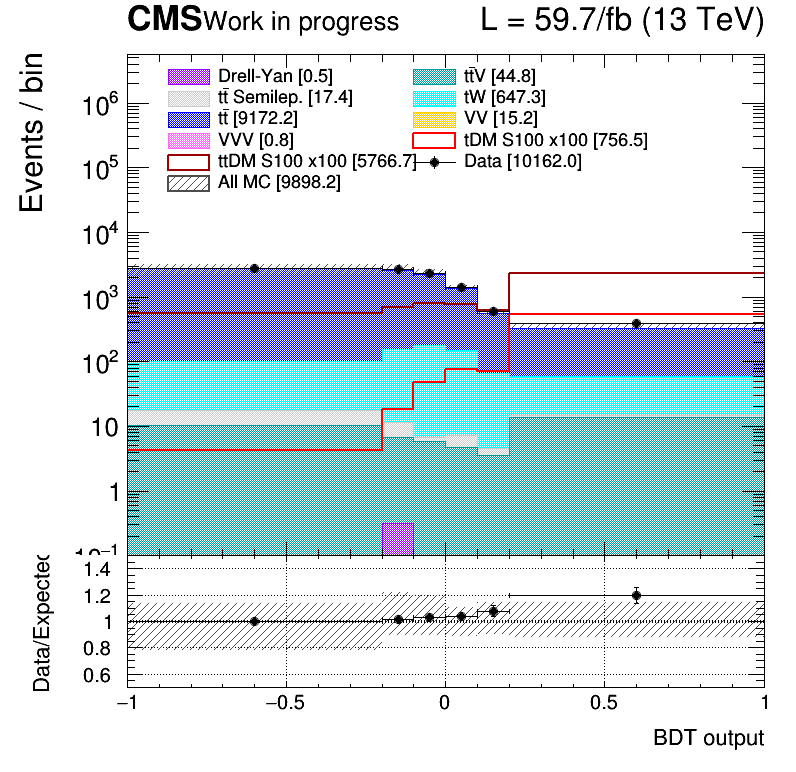 CMS Work in progress L = 59.7/fb (13 TeV)
Events / bin
Drell-Yan [0.5] tt̄V [44.8]
tt̄ Semilep. [17.4] tW [647.3]
tt̄ [9172.2] VV [15.2]
VVV [0.8] tDM S100 x100 [756.5]
ttDM S100 x100 [5766.7] Data [10162.0]
All MC [9898.2]
10⁶
10⁵
10⁴
10³
10²
10
1
10⁻¹
Data/Expected
1.4
1.2
1
0.8
0.6
−1 −0.5 0 0.5 1
BDT output